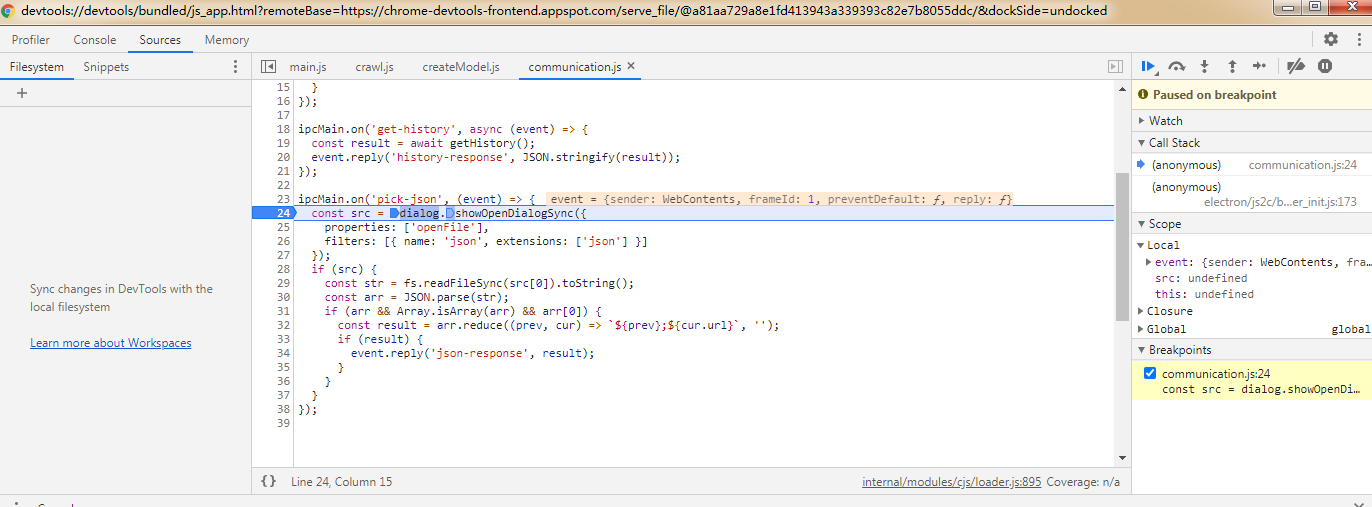 devtools://devtools/bundled/js_app.html?remoteBase=https://chrome-devtools-frontend.appspot.com/serve_file/@a81aa729a8e1fd413943a339393c82e7b8055ddc/&dockSide=undocked
Profiler Console Sources Memory
Filesystem Snippets
main.js crawl.js createModel.js communication.js ×
Sync changes in DevTools with the
local filesystem
Learn more about Workspaces
15   }
16 });
17
18 ipcMain.on('get-history', async (event) => {
19   const result = await getHistory();
20   event.reply('history-response', JSON.stringify(result));
21 });
22
23 ipcMain.on('pick-json', (event) => { event = {sender: WebContents, frameId: 1, preventDefault: ƒ, reply: ƒ}
24   const src = dialog.showOpenDialogSync({
25     properties: ['openFile'],
26     filters: [{ name: 'json', extensions: ['json'] }]
27   });
28   if (src) {
29     const str = fs.readFileSync(src[0]).toString();
30     const arr = JSON.parse(str);
31     if (arr && Array.isArray(arr) && arr[0]) {
32       const result = arr.reduce((prev, cur) => `${prev};${cur.url}`, '');
33       if (result) {
34         event.reply('json-response', result);
35       }
36     }
37   }
38 });
39
{} Line 24, Column 15 internal/modules/cjs/loader.js:895 Coverage: n/a
Paused on breakpoint
Watch
Call Stack
(anonymous) communication.js:24
(anonymous)
electron/js2c/b…er_init.js:173
Scope
Local
event: {sender: WebContents, fra…
src: undefined
this: undefined
Closure
Global global
Breakpoints
communication.js:24
const src = dialog.showOpenDi…